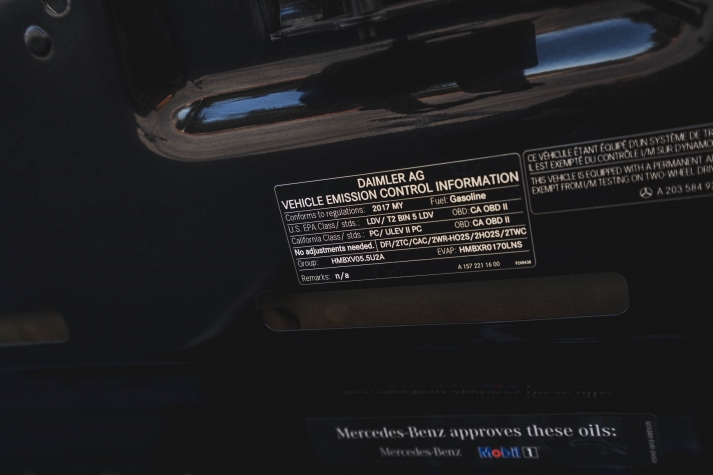 DAIMLER AG
VEHICLE EMISSION CONTROL INFORMATION
Conforms to regulations: 2017 MY Fuel: Gasoline
U.S. EPA Class/ stds.: LDV/ T2 BIN 5 LDV OBD: CA OBD II
California Class/ stds.: PC/ ULEV II PC OBD: CA OBD II
No adjustments needed. DFI/2TC/CAC/2WR-HO2S/2HO2S/2TWC
Group: HMBXV05.5U2A EVAP: HMBXR0170LNS
Remarks: n/a A 157 221 16 00
CE VÉHICULE ÉTANT ÉQUIPÉ D'UN SYSTÈME DE
IL EST EXEMPTÉ DU CONTRÔLE I/M SUR
THIS VEHICLE IS EQUIPPED WITH A PERMANENT
EXEMPT FROM I/M TESTING ON TWO-WHEEL
A 203 584
Mercedes-Benz approves these oils:
Mercedes-Benz Mobil 1